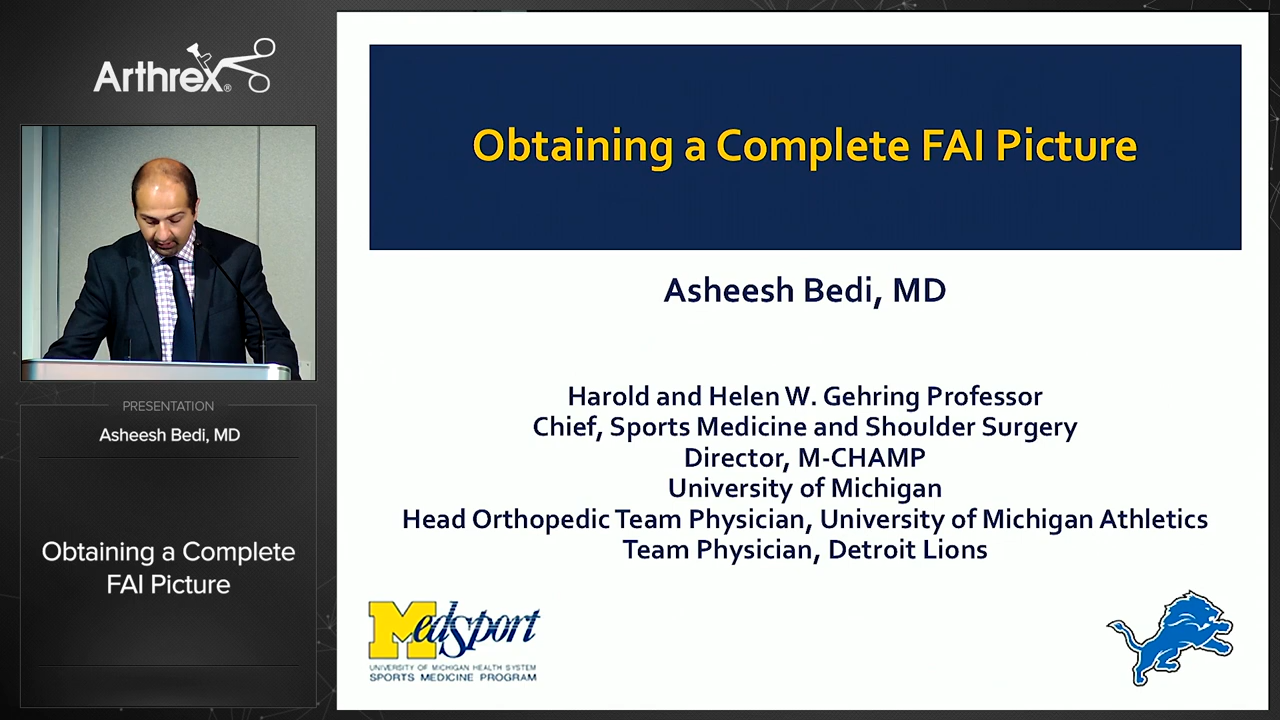 Arthrex®
PRESENTATION
Asheesh Bedi, MD
Obtaining a Complete
FAI Picture
Obtaining a Complete FAI Picture
Asheesh Bedi, MD
Harold and Helen W. Gehring Professor
Chief, Sports Medicine and Shoulder Surgery
Director, M-CHAMP
University of Michigan
Head Orthopedic Team Physician, University of Michigan Athletics
Team Physician, Detroit Lions
Medsport
UNIVERSITY OF MICHIGAN HEALTH SYSTEM
SPORTS MEDICINE PROGRAM